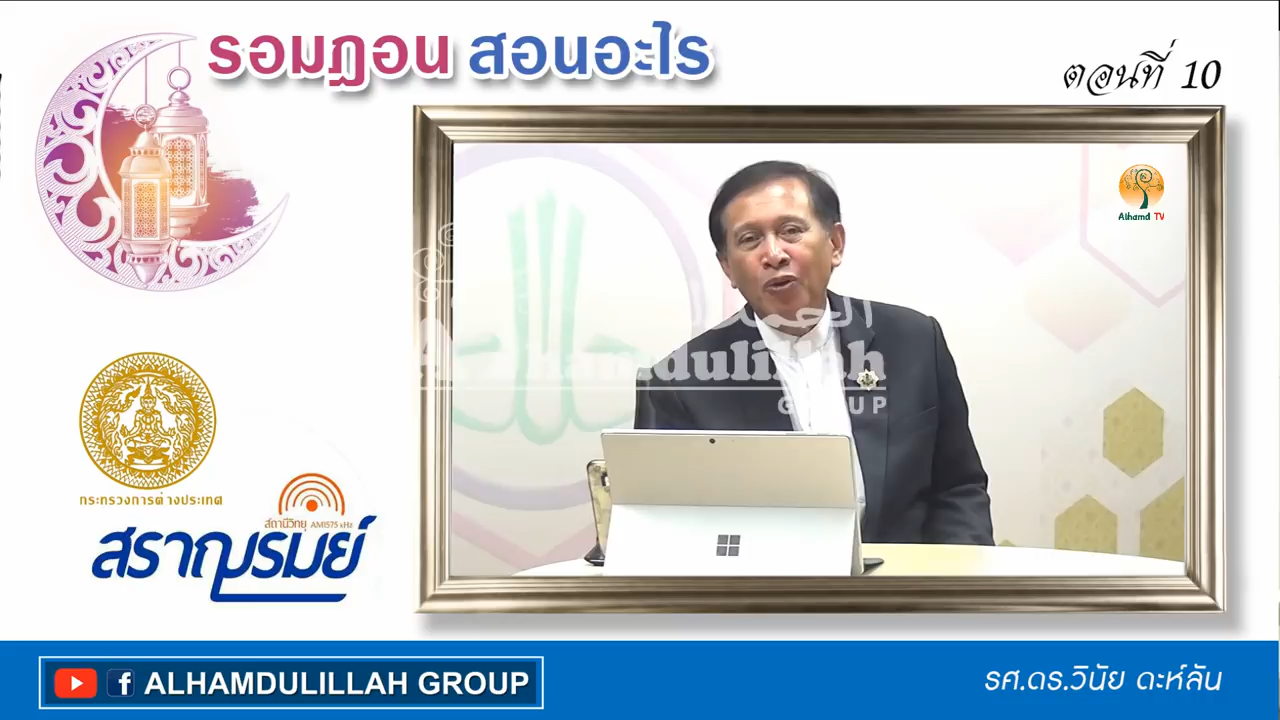 รอมฎอน สอนอะไร
ตอนที่ 10
Alhamd TV
الحمد
Alhamdulillah
GROUP
กระทรวงการต่างประเทศ
สถานีวิทยุ AM1575 kHz
สราญรมย์
ALHAMDULILLAH GROUP
รศ.ดร.วินัย ดะห์ลัน